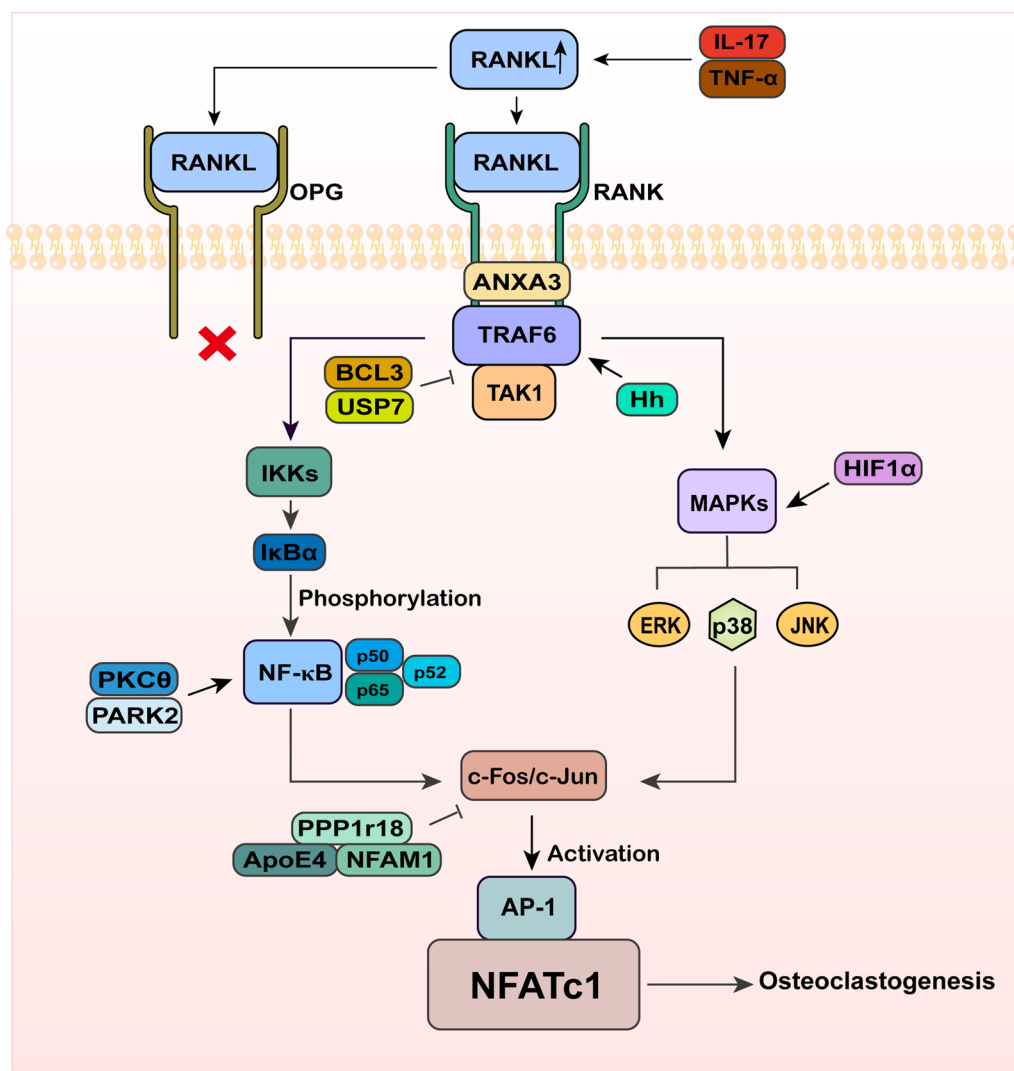 RANKL
IL-17
TNF-α
RANKL
OPG
RANKL
RANK
ANXA3
TRAF6
BCL3
USP7
TAK1
Hh
IKKs
MAPKs
HIF1α
IκBα
Phosphorylation
ERK
p38
JNK
NF-κB
p50
p65
p52
PKCθ
PARK2
c-Fos/c-Jun
PPP1r18
ApoE4
NFAM1
Activation
AP-1
NFATc1
Osteoclastogenesis